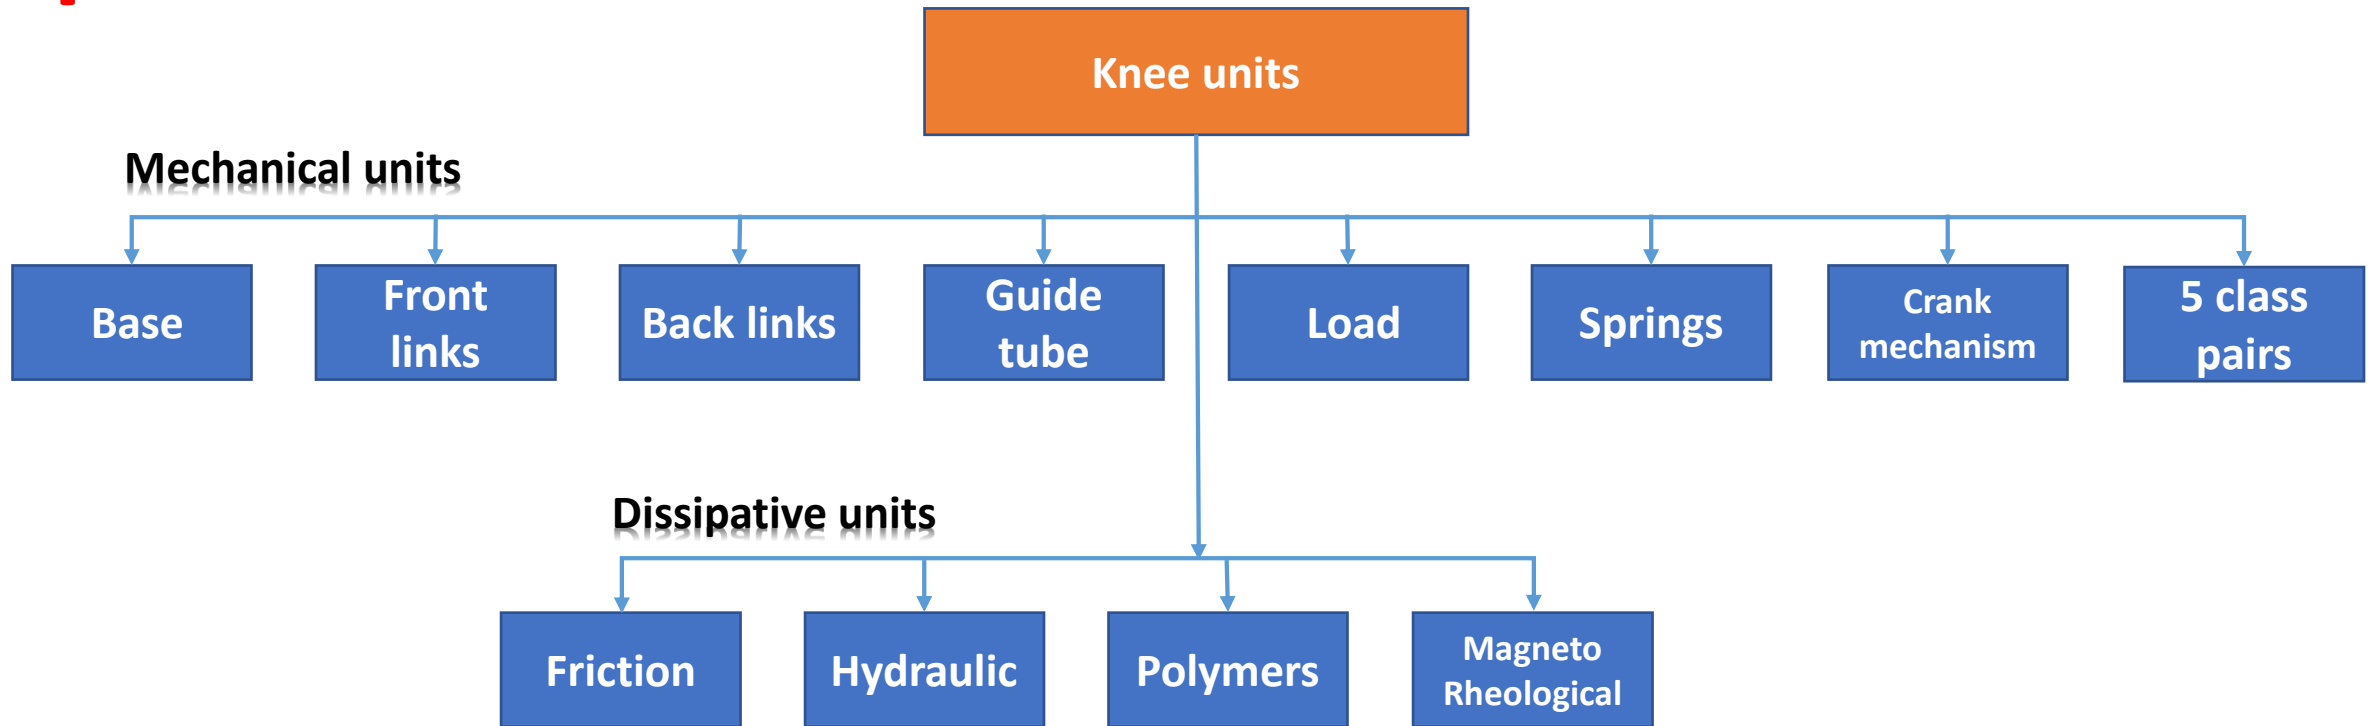 Knee units
Mechanical units
Base
Front
links
Back links
Guide
tube
Load
Springs
Crank
mechanism
5 class
pairs
Dissipative units
Friction
Hydraulic
Polymers
Magneto
Rheological